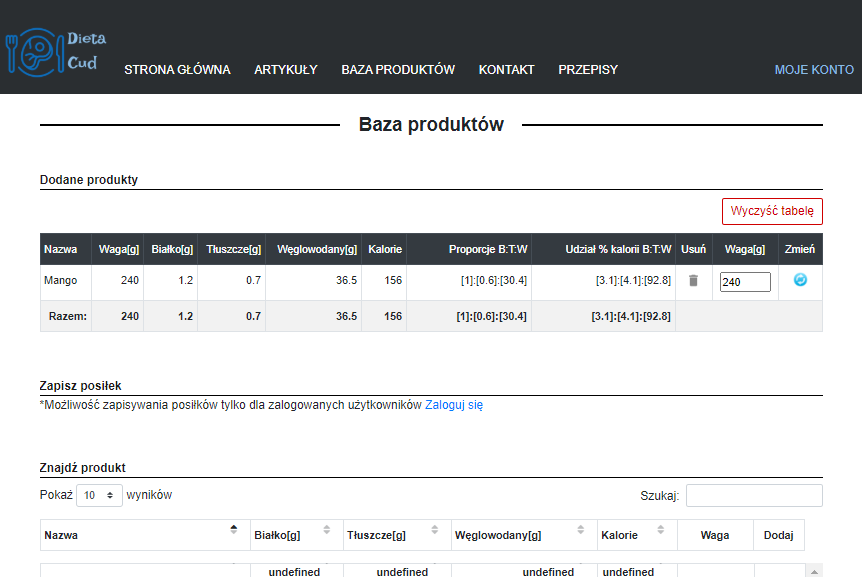 Dieta
Cud
STRONA GŁÓWNA ARTYKUŁY BAZA PRODUKTÓW KONTAKT PRZEPISY MOJE KONTO
Baza produktów
Dodane produkty
Wyczyść tabelę
Nazwa Waga[g] Białko[g] Tłuszcze[g] Węglowodany[g] Kalorie Proporcje B:T:W Udział % kalorii B:T:W Usuń Waga[g] Zmień
Mango 240 1.2 0.7 36.5 156 [1]:[0.6]:[30.4] [3.1]:[4.1]:[92.8] 240
Razem: 240 1.2 0.7 36.5 156 [1]:[0.6]:[30.4] [3.1]:[4.1]:[92.8]
Zapisz posiłek
*Możliwość zapisywania posiłków tylko dla zalogowanych użytkowników Zaloguj się
Znajdź produkt
Pokaż 10 wyników Szukaj:
Nazwa Białko[g] Tłuszcze[g] Węglowodany[g] Kalorie Waga Dodaj
undefined undefined undefined undefined